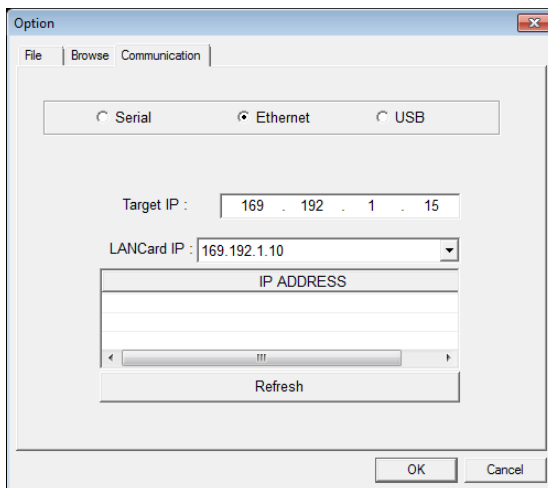 Option
File Browse Communication
Serial Ethernet USB
Target IP : 169 . 192 . 1 . 15
LANCard IP : 169.192.1.10
IP ADDRESS
Refresh
OK Cancel